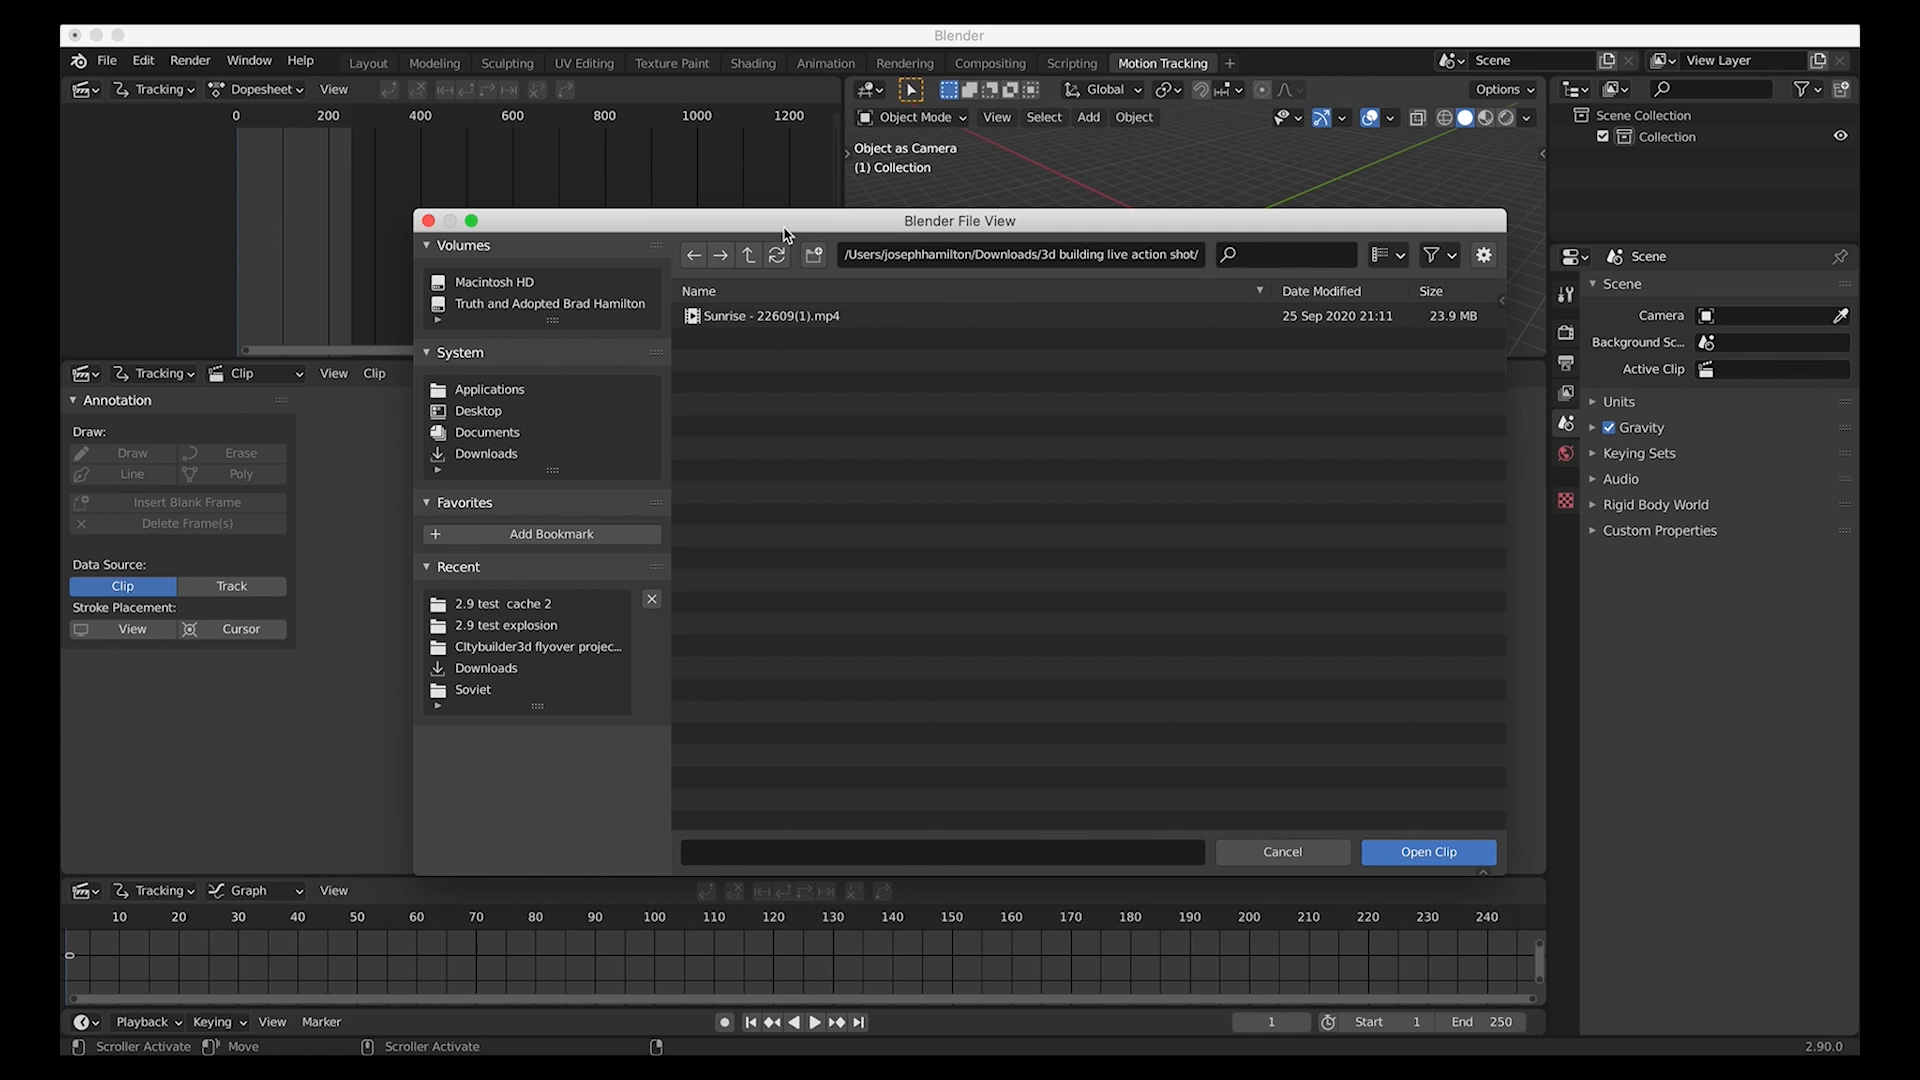 Blender
File Edit Render Window Help Layout Modeling Sculpting UV Editing Texture Paint Shading Animation Rendering Compositing Scripting Motion Tracking + Scene View Layer
Tracking Dopesheet View Global Options
0 200 400 600 800 1000 1200
Object Mode View Select Add Object
Object as Camera
(1) Collection
Scene Collection
Collection
Blender File View
Volumes
Macintosh HD
Truth and Adopted Brad Hamilton
System
Applications
Desktop
Documents
Downloads
Favorites
Add Bookmark
Recent
2.9 test cache 2
2.9 test explosion
CItybuilder3d flyover projec...
Downloads
Soviet
/Users/josephhamilton/Downloads/3d building live action shot/
Name Date Modified Size
Sunrise - 22609(1).mp4 25 Sep 2020 21:11 23.9 MB
Cancel Open Clip
Tracking Clip View Clip
Annotation
Draw:
Draw Erase
Line Poly
Insert Blank Frame
Delete Frame(s)
Data Source:
Clip Track
Stroke Placement:
View Cursor
Scene
Scene
Camera
Background Sc...
Active Clip
Units
Gravity
Keying Sets
Audio
Rigid Body World
Custom Properties
Tracking Graph View
10 20 30 40 50 60 70 80 90 100 110 120 130 140 150 160 170 180 190 200 210 220 230 240
0
Playback Keying View Marker 1 Start 1 End 250
Scroller Activate Move Scroller Activate 2.90.0